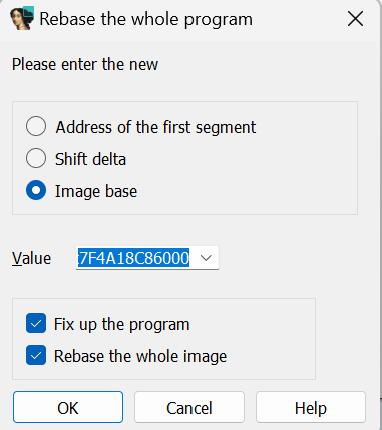 Rebase the whole program
Please enter the new
Address of the first segment
Shift delta
Image base
Value :7F4A18C86000
Fix up the program
Rebase the whole image
OK Cancel Help